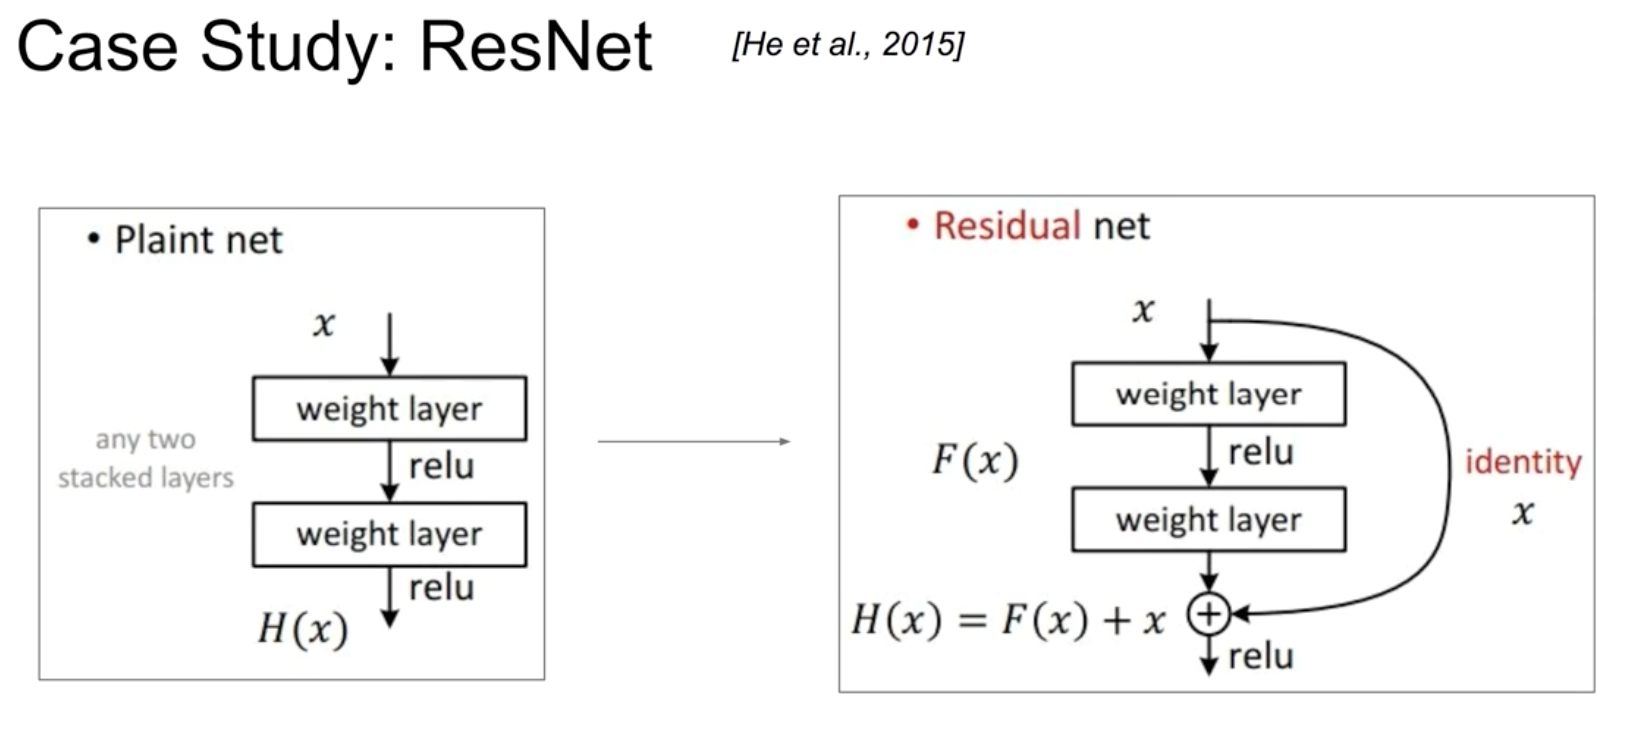 Case Study: ResNet [He et al., 2015]
• Plaint net
x
weight layer
any two
stacked layers
relu
weight layer
relu
H(x)
• Residual net
x
weight layer
F(x)
relu
identity
x
weight layer
H(x) = F(x) + x
+
relu